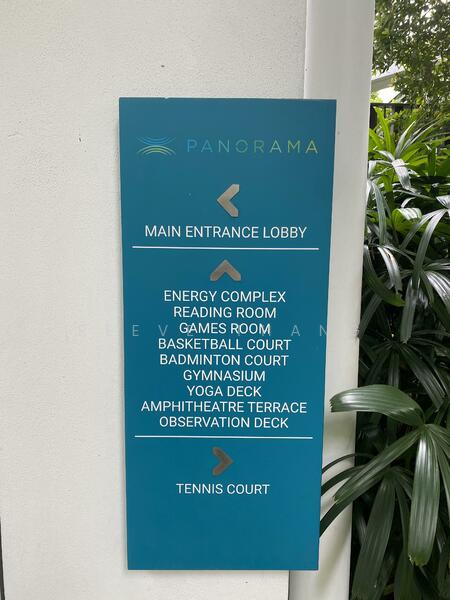 PANORAMA
MAIN ENTRANCE LOBBY
ENERGY COMPLEX
READING ROOM
GAMES ROOM
BASKETBALL COURT
BADMINTON COURT
GYMNASIUM
YOGA DECK
AMPHITHEATRE TERRACE
OBSERVATION DECK
TENNIS COURT